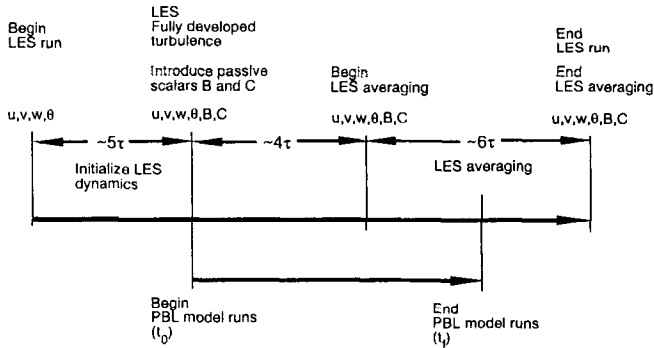 Begin
LES run
LES
Fully developed
turbulence
Introduce passive
scalars B and C
Begin
LES averaging
End
LES run
End
LES averaging
u,v,w,θ
u,v,w,θ,B,C
u,v,w,θ,B,C
u,v,w,θ,B,C
~5τ
~4τ
~6τ
Initialize LES
dynamics
LES averaging
Begin
PBL model runs
(t₀)
End
PBL model runs
(t_f)